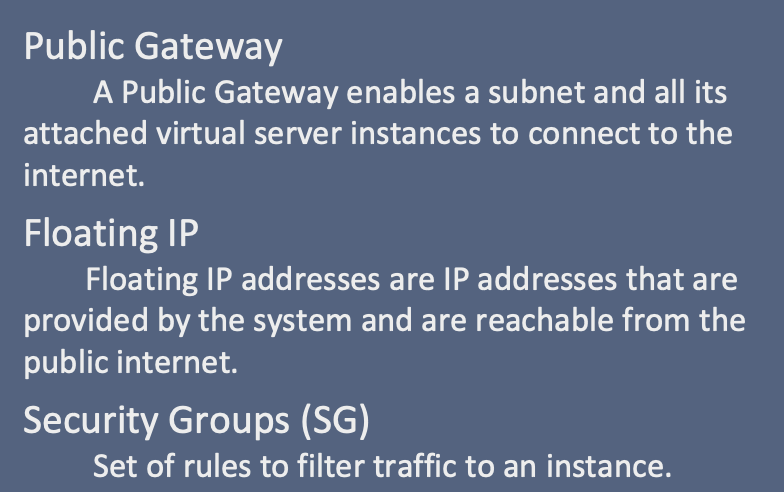 Public Gateway
A Public Gateway enables a subnet and all its
attached virtual server instances to connect to the
internet.
Floating IP
Floating IP addresses are IP addresses that are
provided by the system and are reachable from the
public internet.
Security Groups (SG)
Set of rules to filter traffic to an instance.